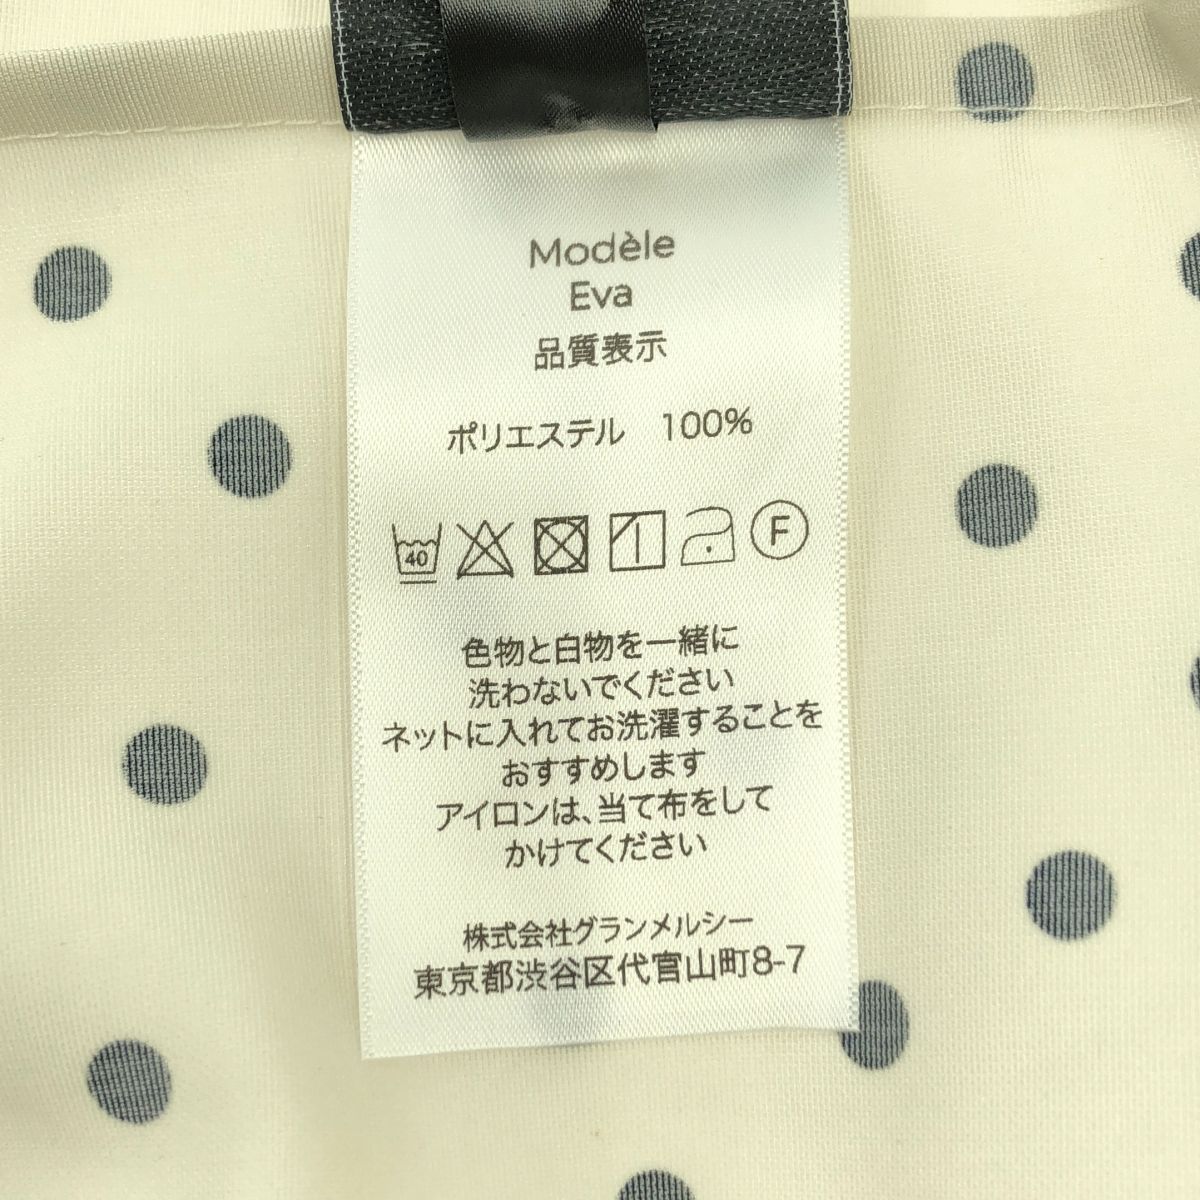 Modèle
Eva
品質表示
ポリエステル 100%
40
F
色物と白物を一緒に
洗わないでください
ネットに入れてお洗濯することを
おすすめします
アイロンは、当て布をして
かけてください
株式会社グランメルシー
東京都渋谷区代官山町8-7